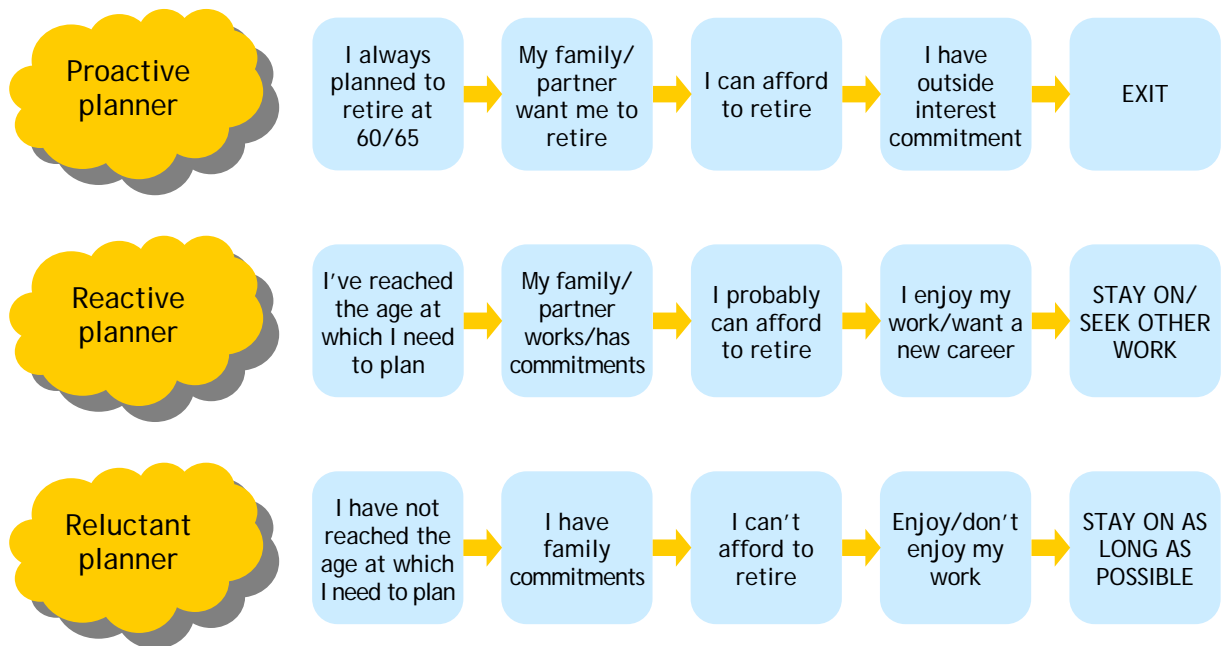 Proactive
planner
I always
planned to
retire at
60/65
My family/
partner
want me to
retire
I can afford
to retire
I have
outside
interest
commitment
EXIT
Reactive
planner
I've reached
the age at
which I need
to plan
My family/
partner
works/has
commitments
I probably
can afford
to retire
I enjoy my
work/want a
new career
STAY ON/
SEEK OTHER
WORK
Reluctant
planner
I have not
reached the
age at which
I need to plan
I have
family
commitments
I can't
afford to
retire
Enjoy/don't
enjoy my
work
STAY ON AS
LONG AS
POSSIBLE